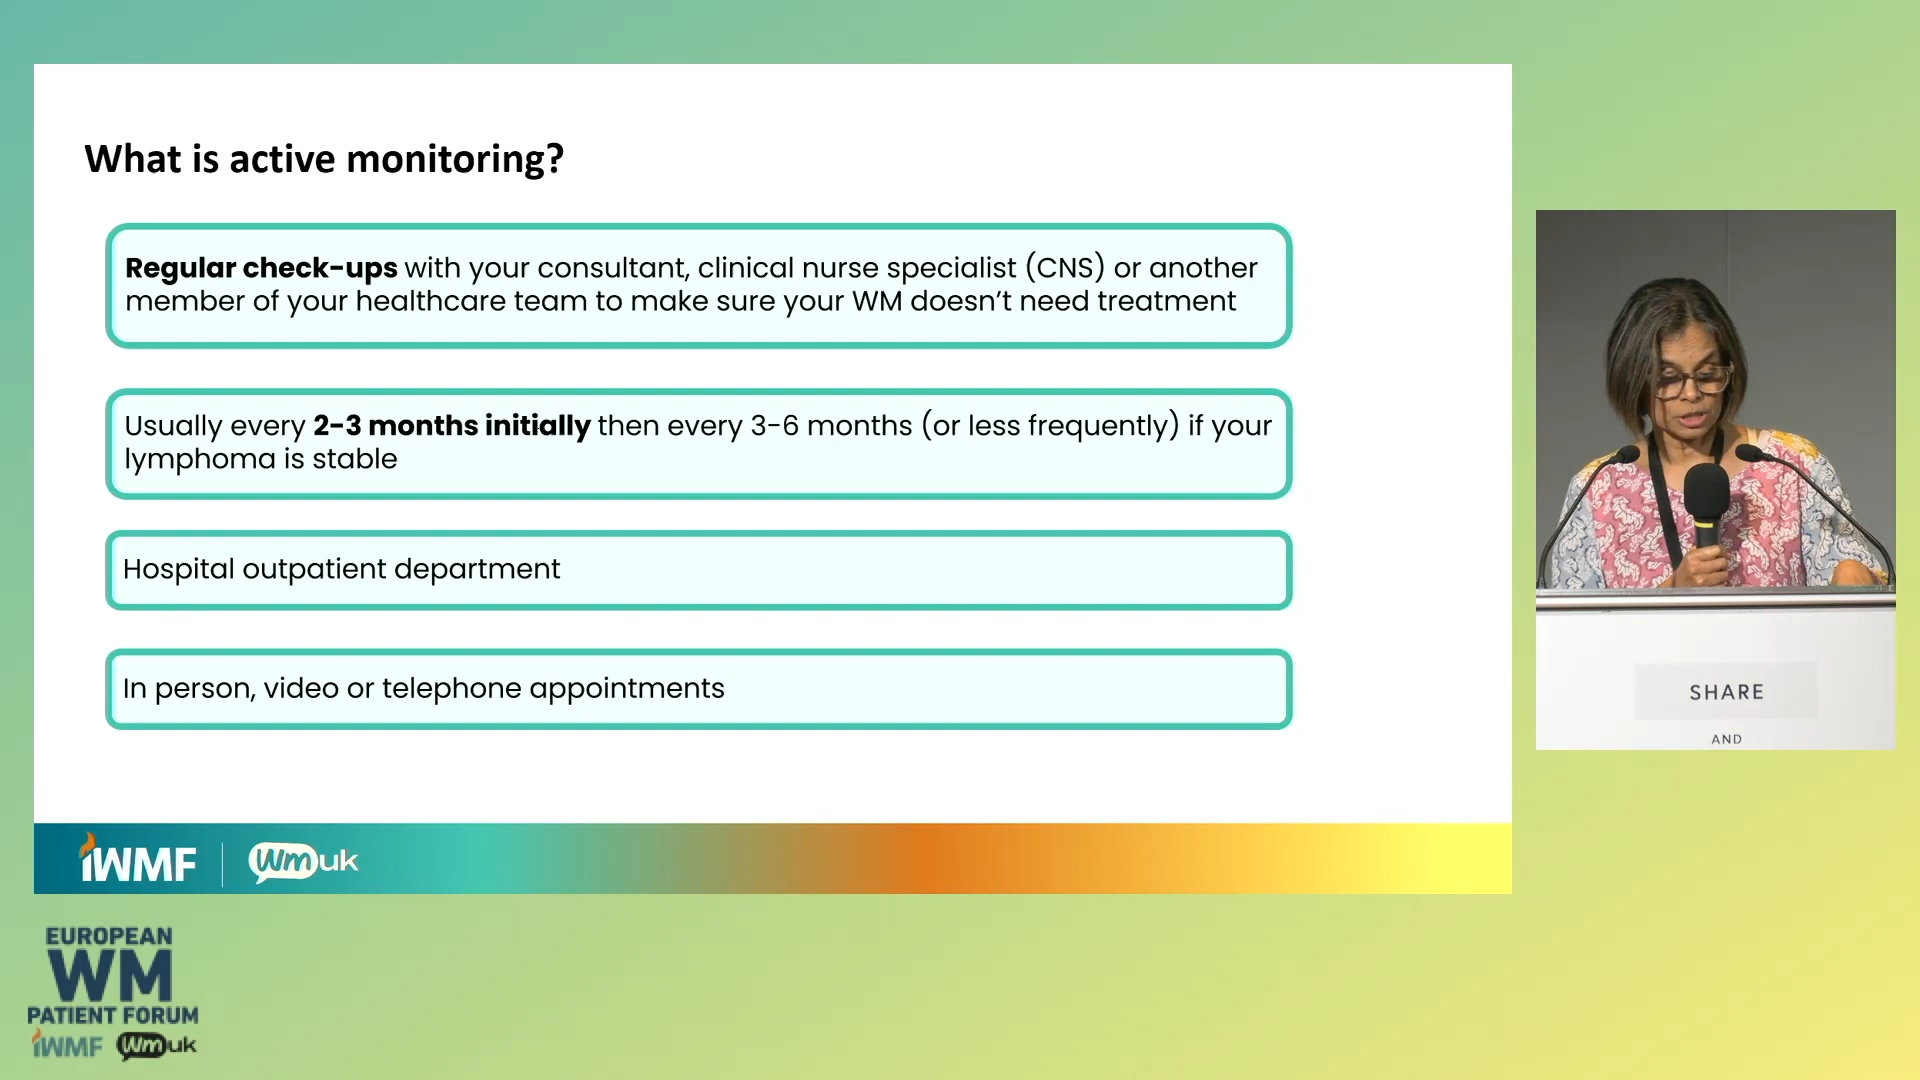 What is active monitoring?
Regular check-ups with your consultant, clinical nurse specialist (CNS) or another
member of your healthcare team to make sure your WM doesn't need treatment
Usually every 2-3 months initially then every 3-6 months (or less frequently) if your
lymphoma is stable
Hospital outpatient department
In person, video or telephone appointments
iWMF
Wmuk
SHARE
AND
EUROPEAN
WM
PATIENT FORUM
iWMF Wmuk